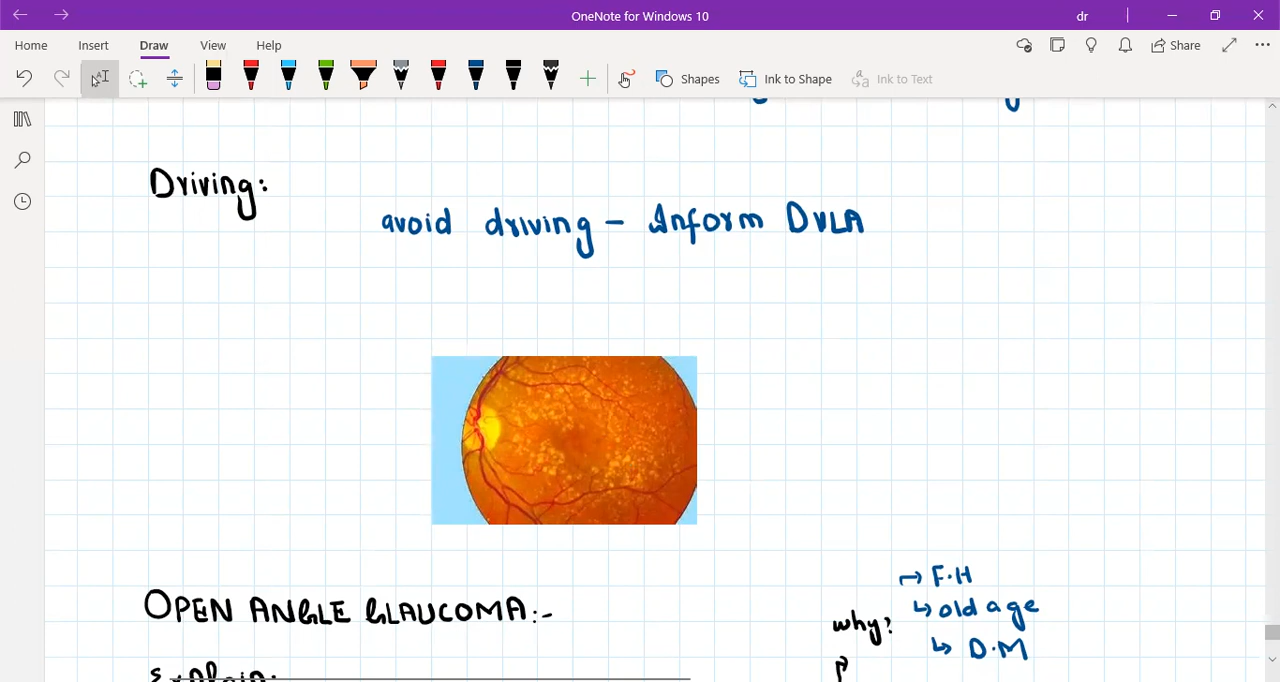 OneNote for Windows 10
dr
Home Insert Draw View Help
Share
Shapes Ink to Shape Ink to Text
Driving:
avoid driving - Inform DVLA
OPEN ANGLE GLAUCOMA:-
why? → F.H
↳ old age
↳ D.M
Explain: